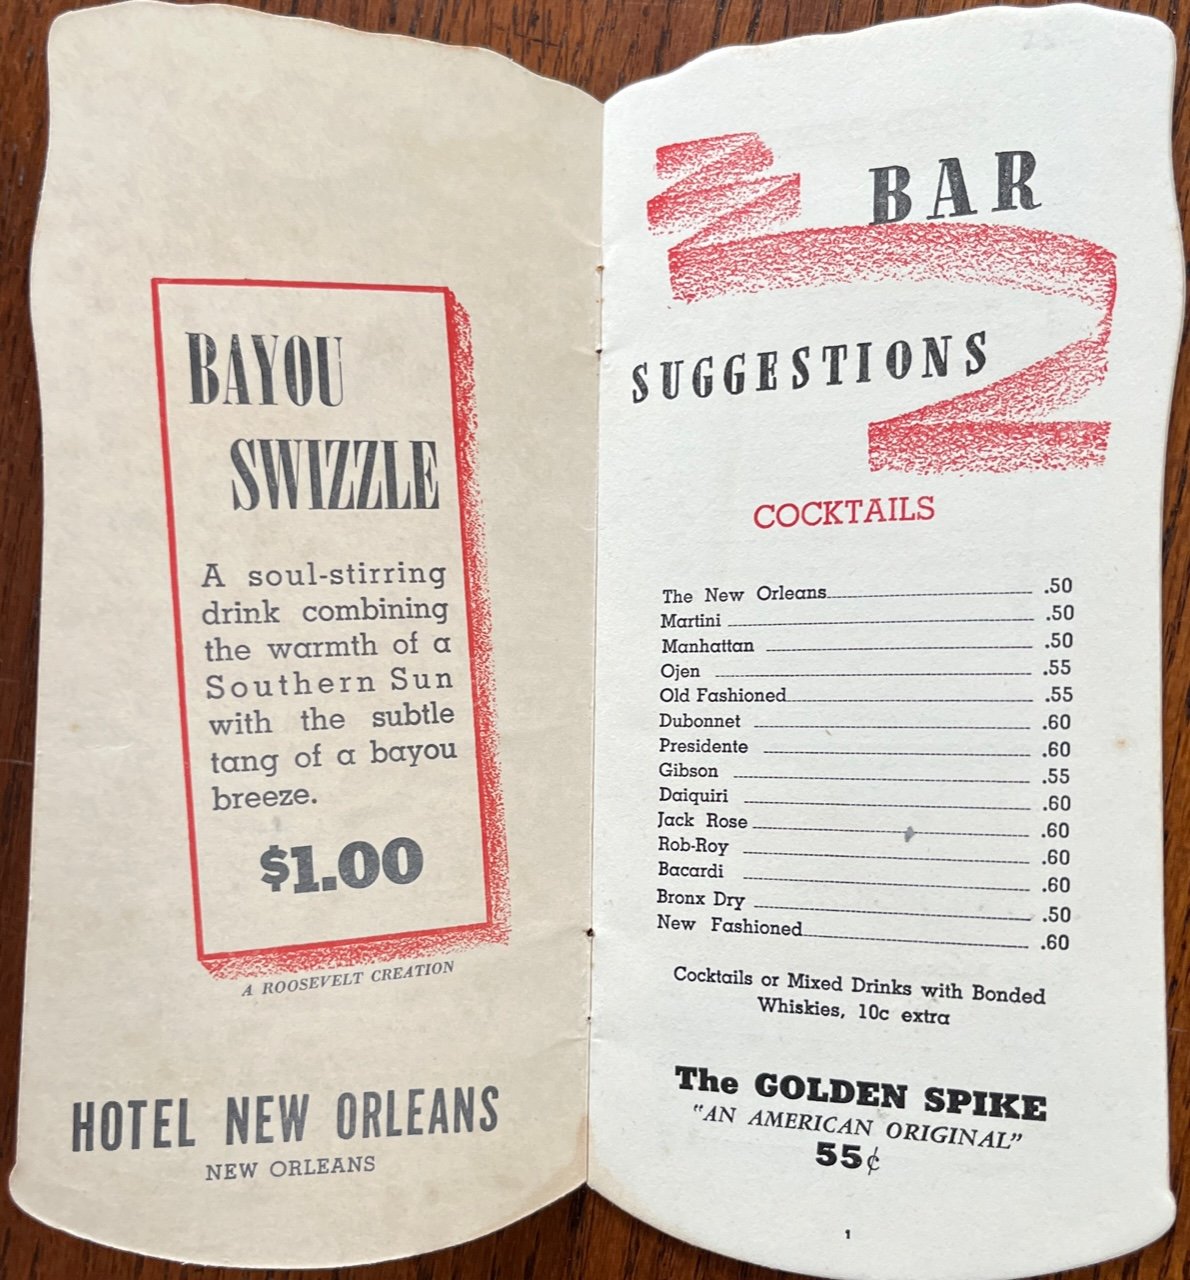 BAYOU
SWIZZLE
A soul-stirring
drink combining
the warmth of a
Southern Sun
with the subtle
tang of a bayou
breeze.
$1.00
A ROOSEVELT CREATION
HOTEL NEW ORLEANS
NEW ORLEANS
BAR
SUGGESTIONS
COCKTAILS
The New Orleans .50
Martini .50
Manhattan .50
Ojen .55
Old Fashioned .55
Dubonnet .60
Presidente .60
Gibson .55
Daiquiri .60
Jack Rose .60
Rob-Roy .60
Bacardi .60
Bronx Dry .50
New Fashioned .60
Cocktails or Mixed Drinks with Bonded
Whiskies, 10c extra
The GOLDEN SPIKE
"AN AMERICAN ORIGINAL"
55¢
1